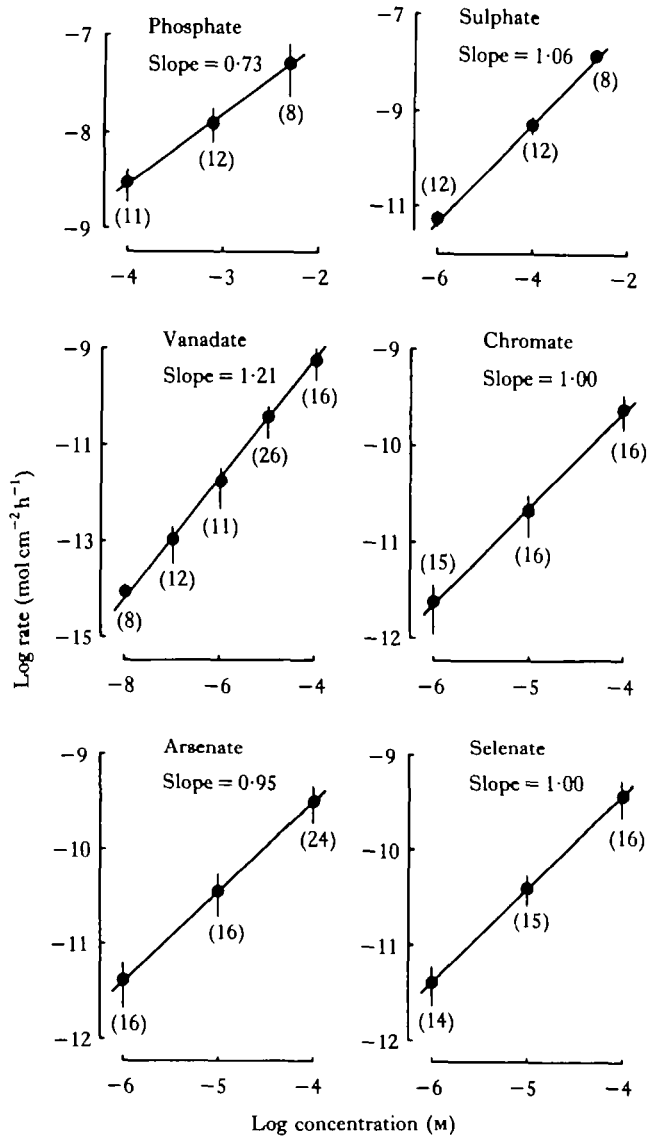 Phosphate
Slope = 0·73
−7
−8
−9
(11)
(12)
(8)
−4 −3 −2
Sulphate
Slope = 1·06
−7
−9
−11
(12)
(12)
(8)
−6 −4 −2
Vanadate
Slope = 1·21
−9
−11
−13
−15
(8)
(12)
(11)
(26)
(16)
−8 −6 −4
Chromate
Slope = 1·00
−9
−10
−11
−12
(15)
(16)
(16)
−6 −5 −4
Arsenate
Slope = 0·95
−9
−10
−11
−12
(16)
(16)
(24)
−6 −5 −4
Selenate
Slope = 1·00
−9
−10
−11
−12
(14)
(15)
(16)
−6 −5 −4
Log rate (mol cm⁻² h⁻¹)
Log concentration (M)